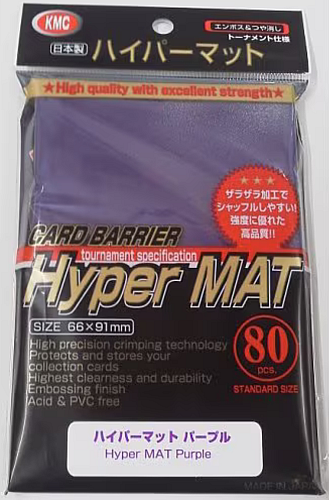 KMC
日本製
ハイパーマット
エンボス&つや消し
トーナメント仕様
★High quality with excellent strength★
ザラザラ加工で
シャッフルしやすい!
強度に優れた
高品質!!
CARD BARRIER
tournament specification
Hyper MAT
SIZE 66×91mm
High precision crimping technology
Protects and stores your
collection cards
Highest clearness and durability
Embossing finish
Acid & PVC free
80
pcs.
STANDARD SIZE
ハイパーマット パープル
Hyper MAT Purple
MADE IN JAPAN